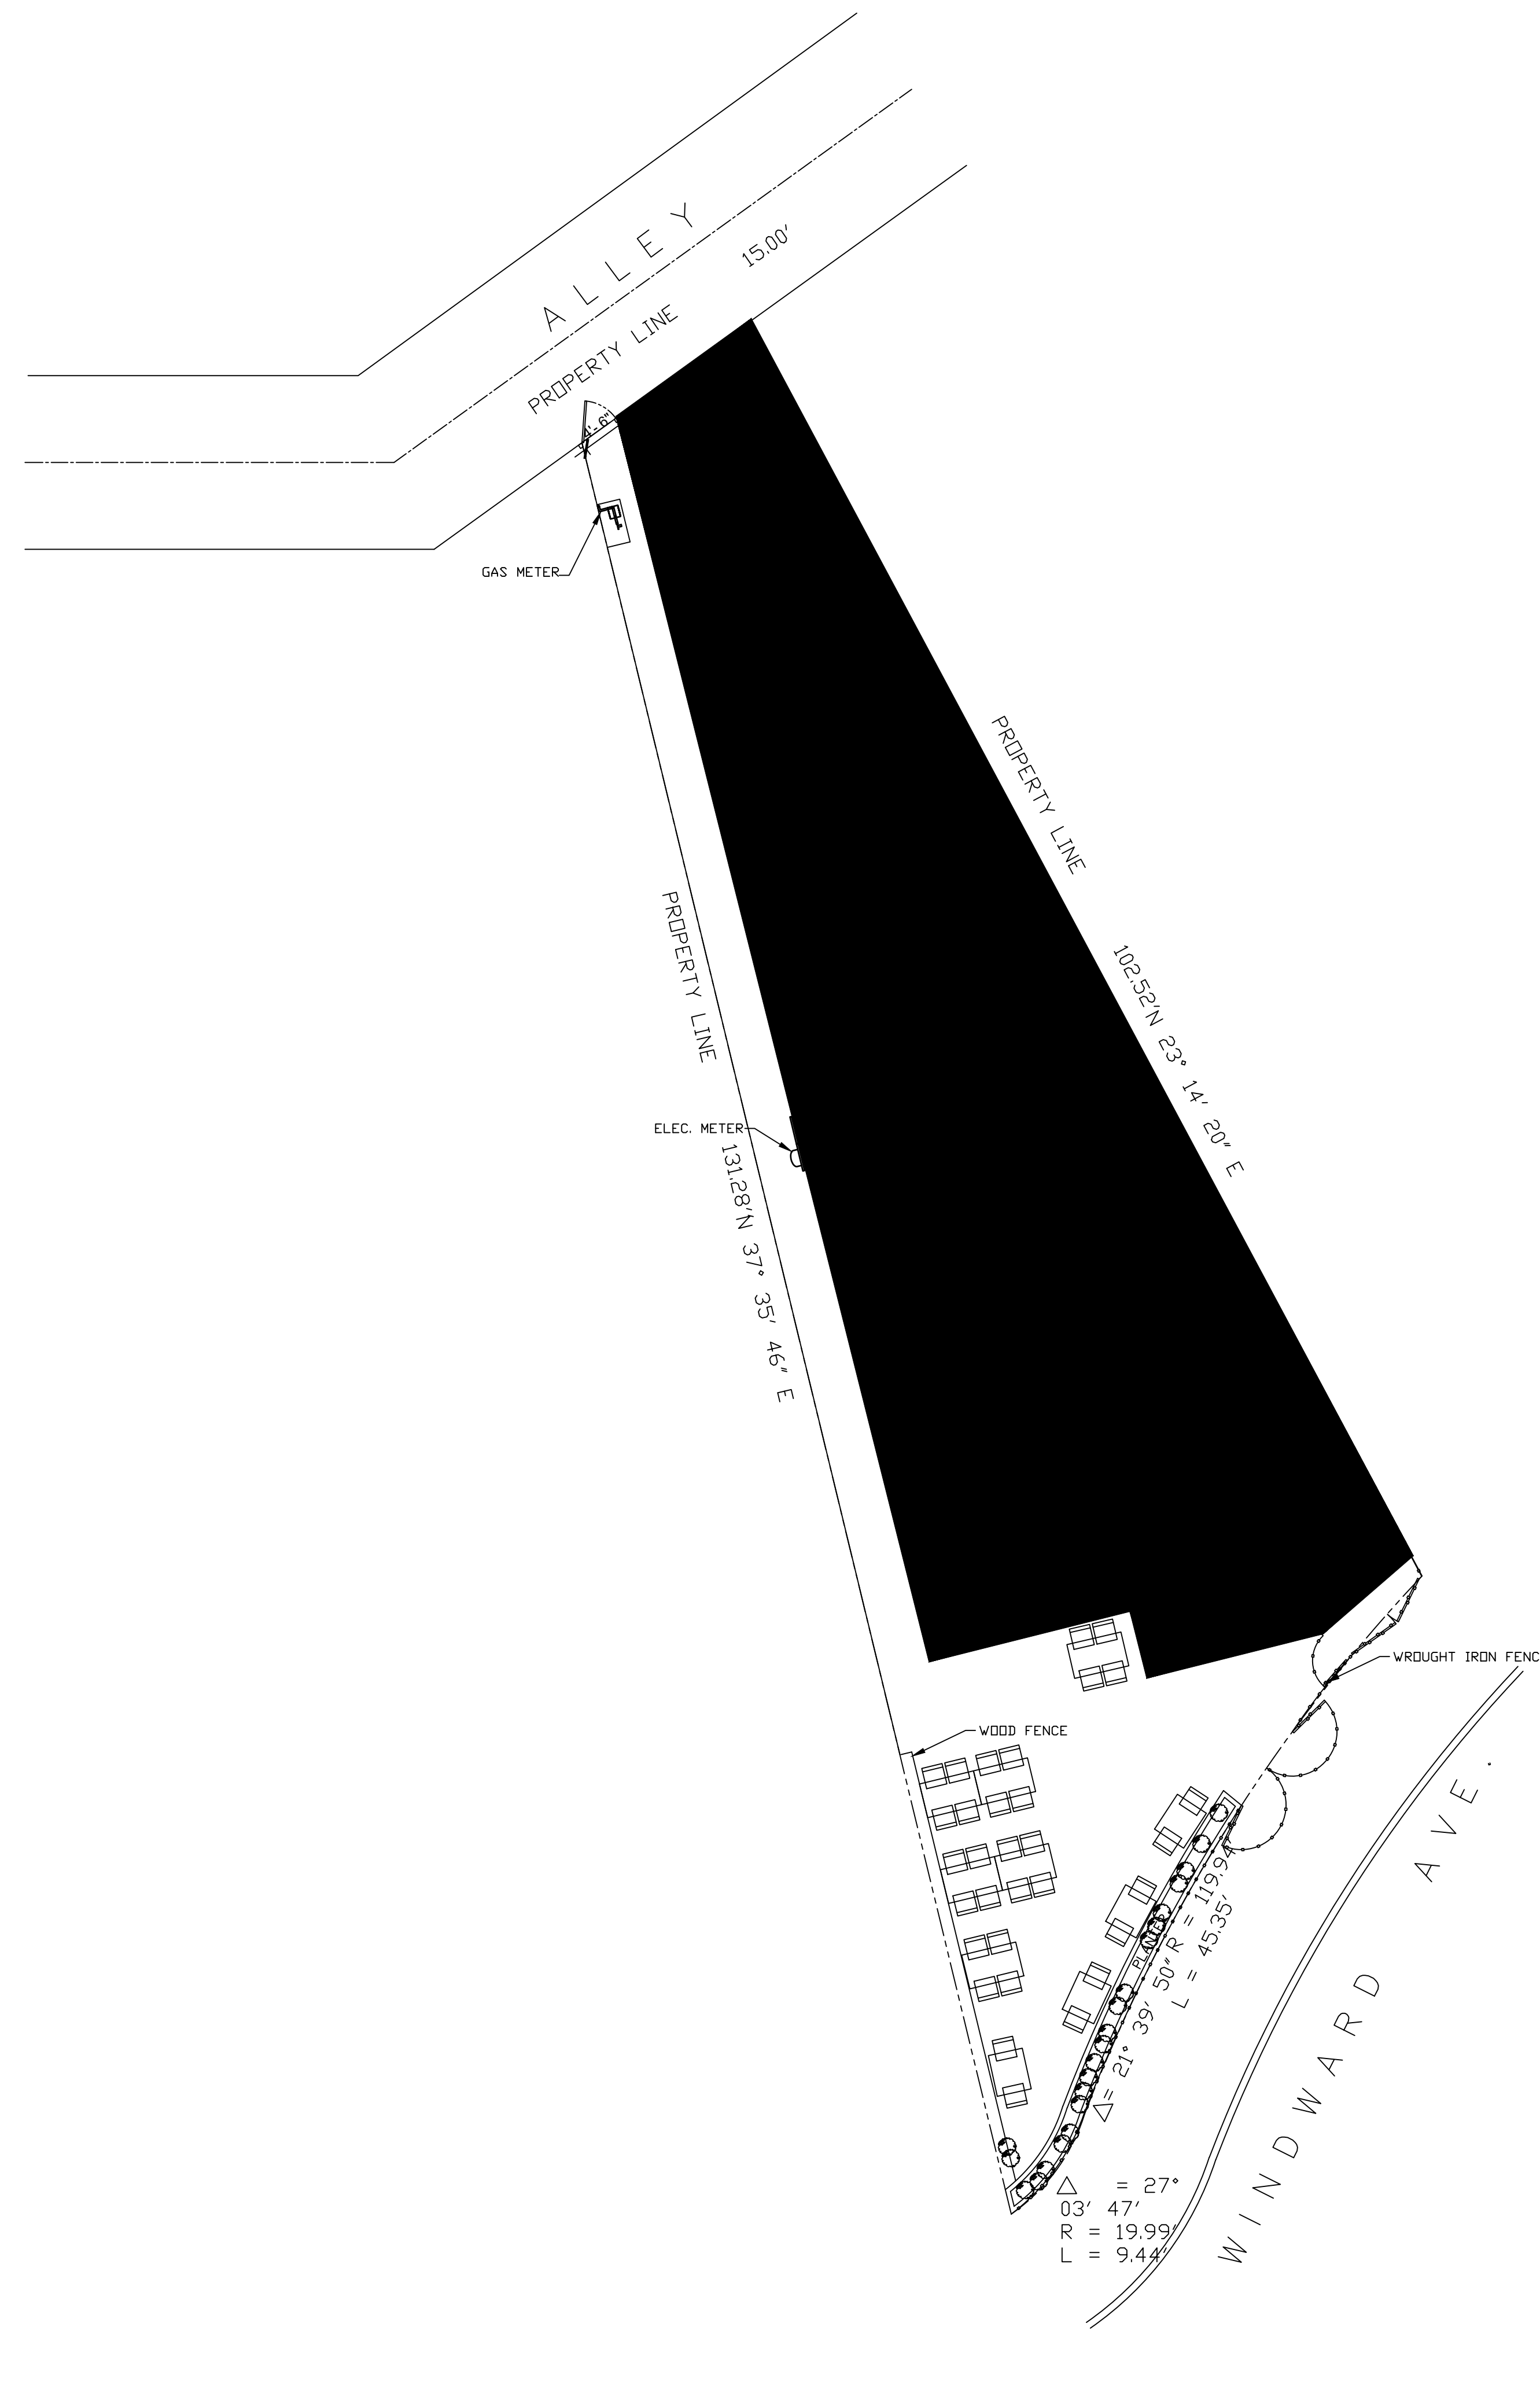 ALLEY
15.00'
PROPERTY LINE
4'-6"
GAS METER
PROPERTY LINE
PROPERTY LINE
102.52'N 23° 14' 20" E
ELEC. METER
131.28'N 37° 35' 46" E
WROUGHT IRON FENC
WOOD FENCE
PLANTER
△= 21° 39' 50" R = 119.94'
L = 45.35'
△ = 27°
03' 47'
R = 19.99'
L = 9.44'
WINDWARD AVE.